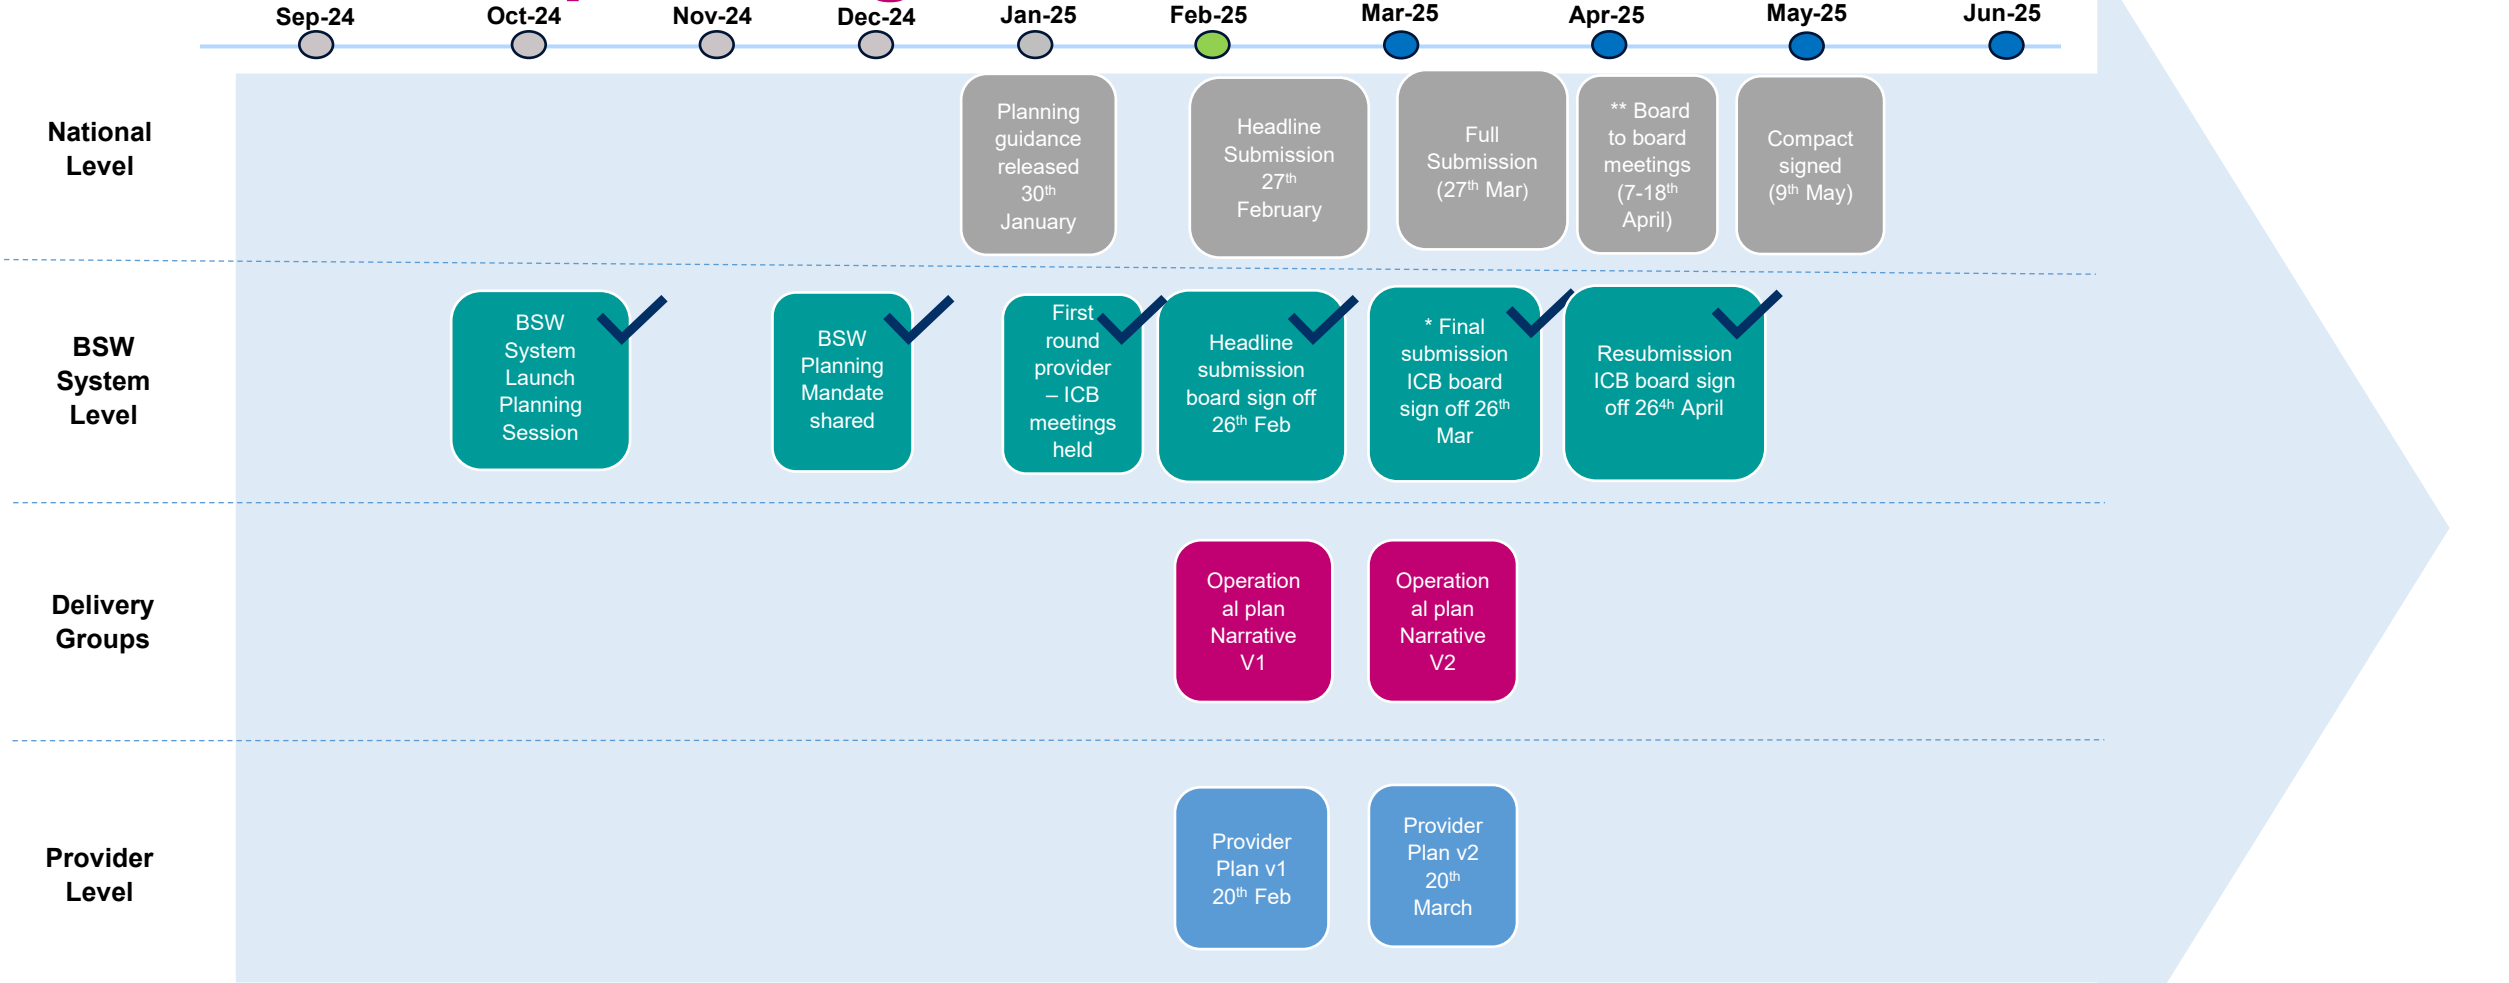 Sep-24 Oct-24 Nov-24 Dec-24 Jan-25 Feb-25 Mar-25 Apr-25 May-25 Jun-25
National
Level
Planning
guidance
released
30th
January
Headline
Submission
27th
February
Full
Submission
(27th Mar)
** Board
to board
meetings
(7-18th
April)
Compact
signed
(9th May)
BSW
System
Level
BSW
System
Launch
Planning
Session
BSW
Planning
Mandate
shared
First
round
provider
– ICB
meetings
held
Headline
submission
board sign off
26th Feb
* Final
submission
ICB board
sign off 26th
Mar
Resubmission
ICB board sign
off 264h April
Delivery
Groups
Operation
al plan
Narrative
V1
Operation
al plan
Narrative
V2
Provider
Level
Provider
Plan v1
20th Feb
Provider
Plan v2
20th
March